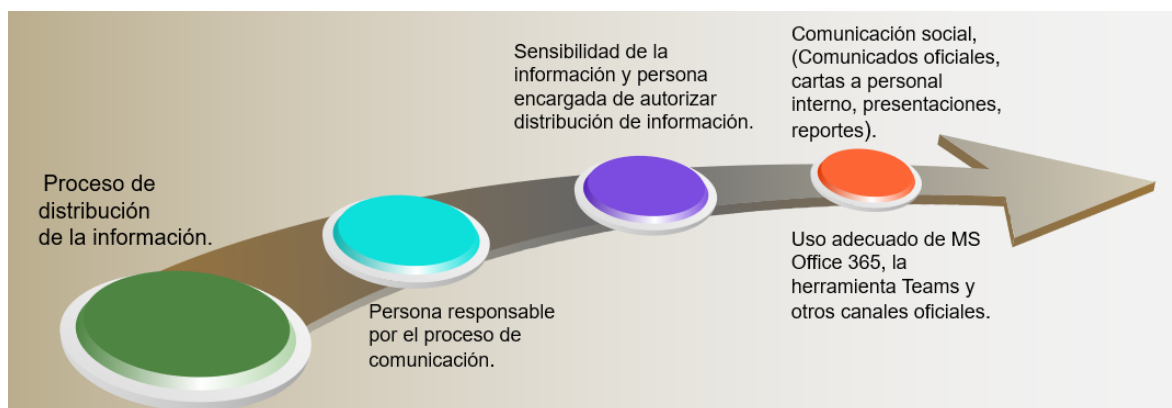 Proceso de
distribución
de la información.
Persona responsable
por el proceso de
comunicación.
Sensibilidad de la
información y persona
encargada de autorizar
distribución de información.
Comunicación social,
(Comunicados oficiales,
cartas a personal
interno, presentaciones,
reportes).
Uso adecuado de MS
Office 365, la
herramienta Teams y
otros canales oficiales.